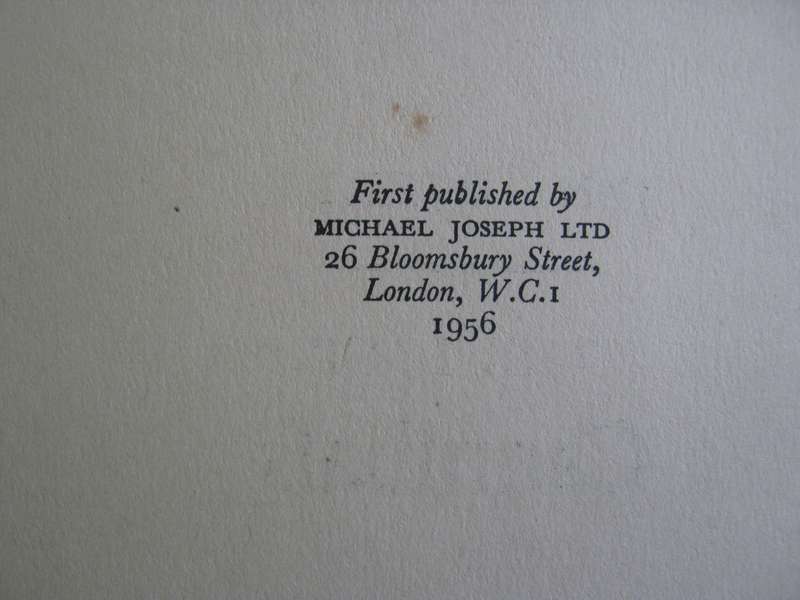 First published by
MICHAEL JOSEPH LTD
26 Bloomsbury Street,
London, W.C.1
1956